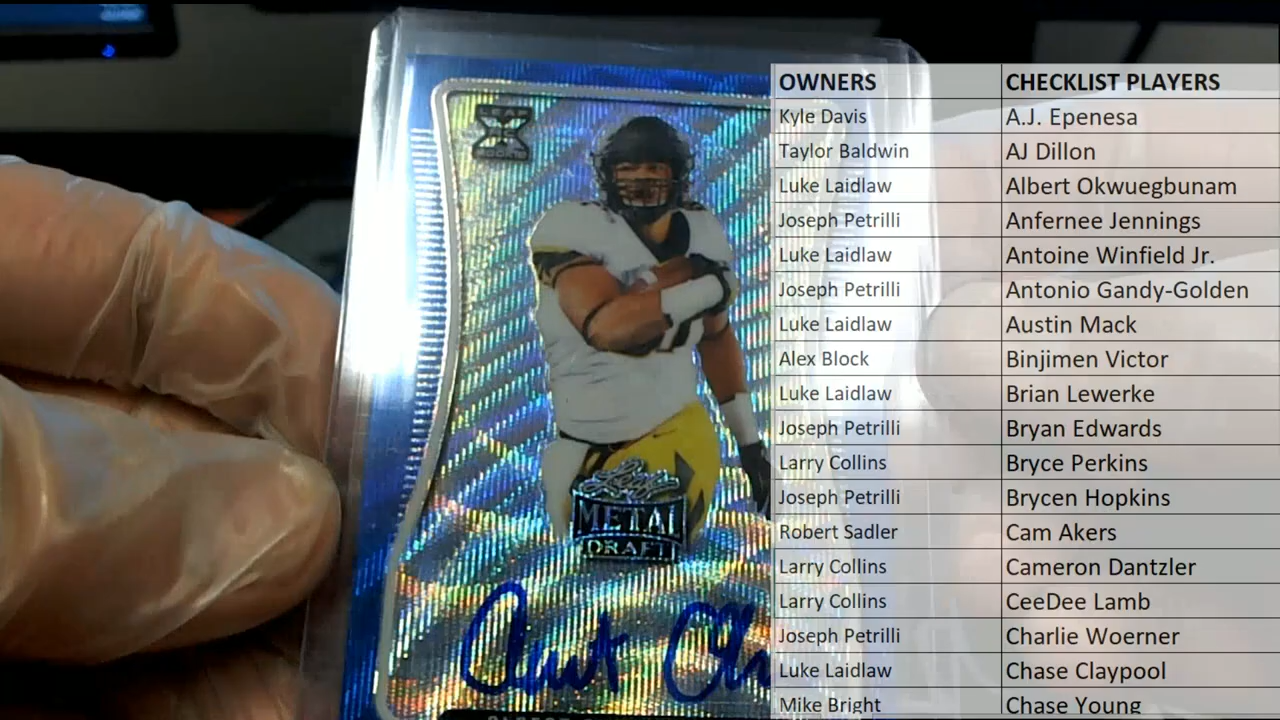 OWNERS CHECKLIST PLAYERS
Kyle Davis A.J. Epenesa
Taylor Baldwin AJ Dillon
Luke Laidlaw Albert Okwuegbunam
Joseph Petrilli Anfernee Jennings
Luke Laidlaw Antoine Winfield Jr.
Joseph Petrilli Antonio Gandy-Golden
Luke Laidlaw Austin Mack
Alex Block Binjimen Victor
Luke Laidlaw Brian Lewerke
Joseph Petrilli Bryan Edwards
Larry Collins Bryce Perkins
Joseph Petrilli Brycen Hopkins
Robert Sadler Cam Akers
Larry Collins Cameron Dantzler
Larry Collins CeeDee Lamb
Joseph Petrilli Charlie Woerner
Luke Laidlaw Chase Claypool
Mike Bright Chase Young
Leaf
METAL
DRAFT